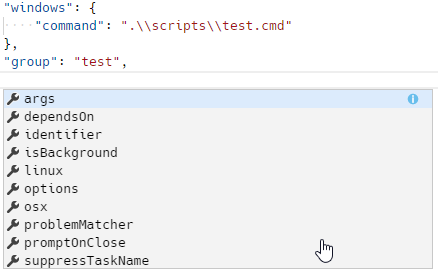 "windows": {
    "command": ".\\scripts\\test.cmd"
},
"group": "test",
args
dependsOn
identifier
isBackground
linux
options
osx
problemMatcher
promptOnClose
suppressTaskName